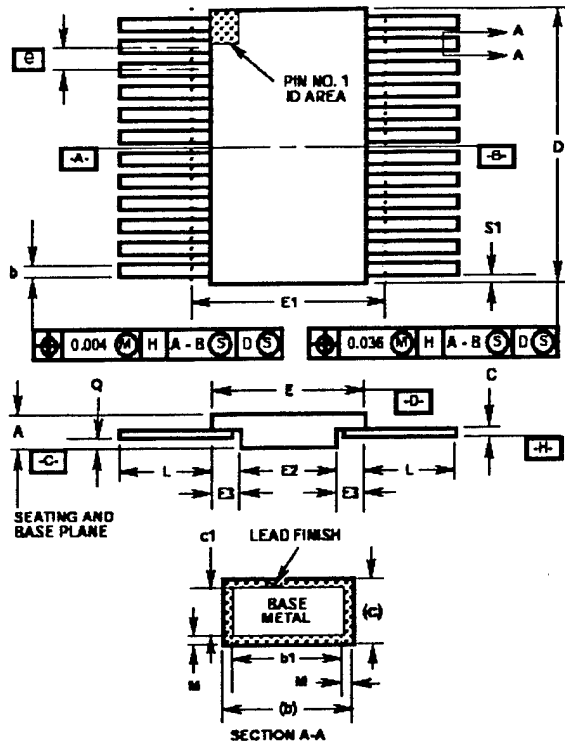 e
A
A
PIN NO. 1
ID AREA
-A-
-B-
D
S1
b
E1
0.004 M H A - B S D S
0.036 M H A - B S D S
Q
E
-D-
C
A
-C-
-H-
L
E2
L
E3
E3
SEATING AND
BASE PLANE
c1
LEAD FINISH
BASE
METAL
(c)
b1
M
M
(b)
SECTION A-A